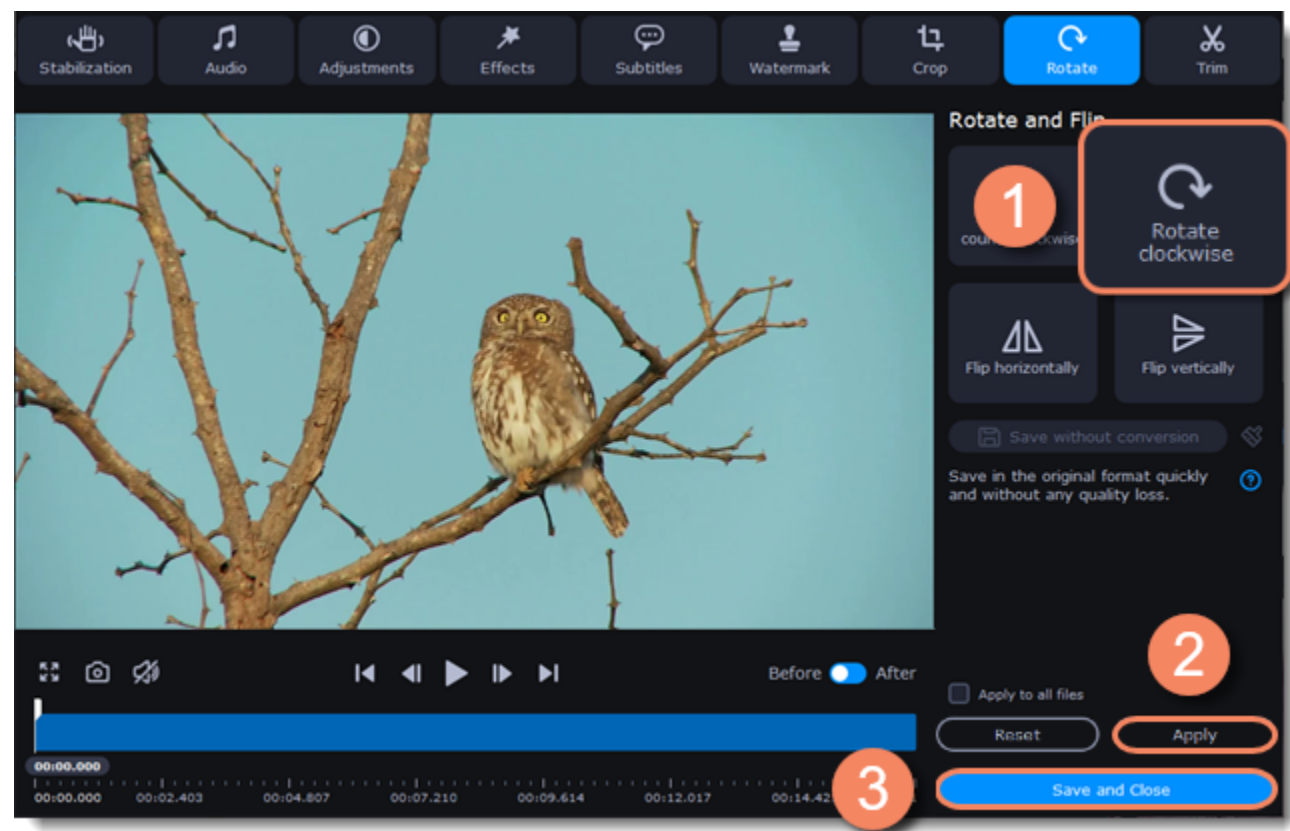 Stabilization
Audio
Adjustments
Effects
Subtitles
Watermark
Crop
Rotate
Trim
Rotate and Flip
1
Rotate
clockwise
Flip horizontally
Flip vertically
Save without conversion
Save in the original format quickly
and without any quality loss.
?
2
Before
After
Apply to all files
Reset
Apply
00:00.000
3
Save and Close
00:00.000
00:02.403
00:04.807
00:07.210
00:09.614
00:12.017